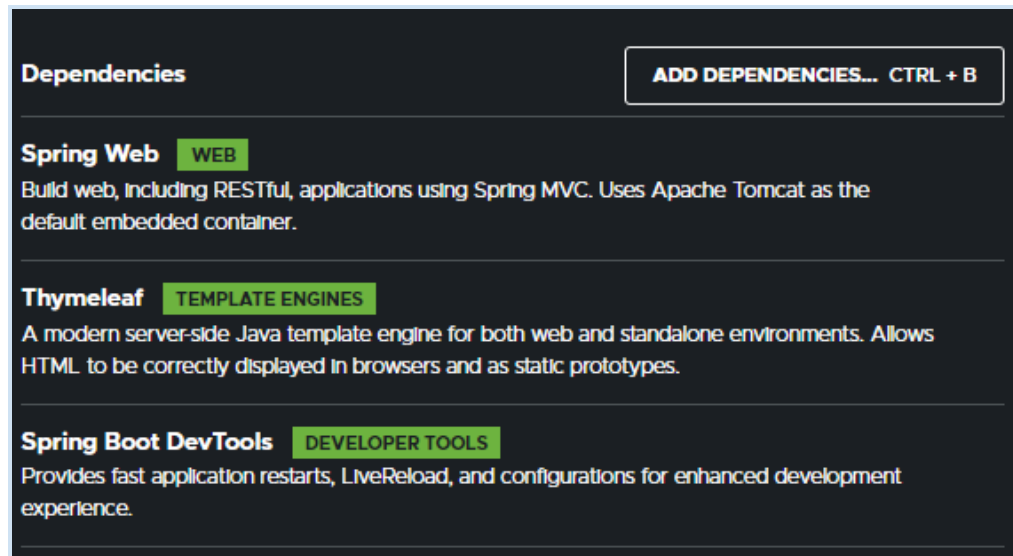 Dependencies
ADD DEPENDENCIES... CTRL + B
Spring Web WEB
Build web, including RESTful, applications using Spring MVC. Uses Apache Tomcat as the
default embedded container.
Thymeleaf TEMPLATE ENGINES
A modern server-side Java template engine for both web and standalone environments. Allows
HTML to be correctly displayed in browsers and as static prototypes.
Spring Boot DevTools DEVELOPER TOOLS
Provides fast application restarts, LiveReload, and configurations for enhanced development
experience.